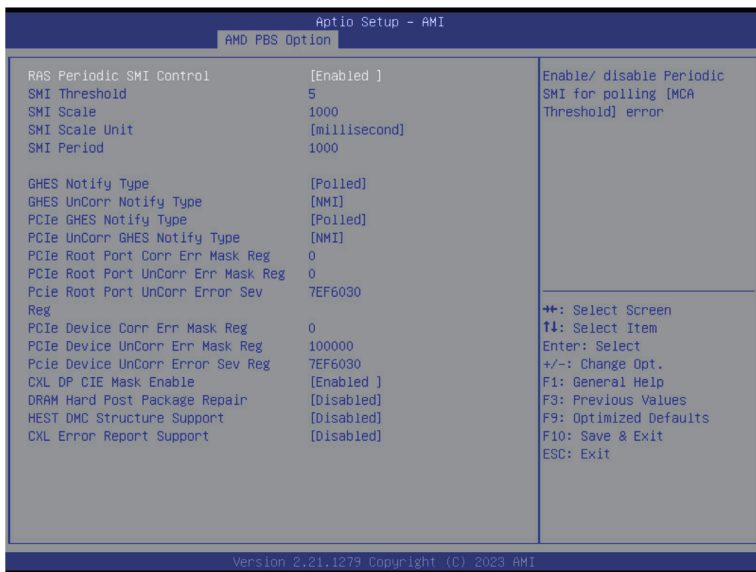 Aptio Setup - AMI
AMD PBS Option
RAS Periodic SMI Control [Enabled ]
SMI Threshold 5
SMI Scale 1000
SMI Scale Unit [millisecond]
SMI Period 1000
GHES Notify Type [Polled]
GHES UnCorr Notify Type [NMI]
PCIe GHES Notify Type [Polled]
PCIe UnCorr GHES Notify Type [NMI]
PCIe Root Port Corr Err Mask Reg 0
PCIe Root Port UnCorr Err Mask Reg 0
Pcie Root Port UnCorr Error Sev 7EF6030
Reg
PCIe Device Corr Err Mask Reg 0
PCIe Device UnCorr Err Mask Reg 100000
Pcie Device UnCorr Error Sev Reg 7EF6030
CXL DP CIE Mask Enable [Enabled ]
DRAM Hard Post Package Repair [Disabled]
HEST DMC Structure Support [Disabled]
CXL Error Report Support [Disabled]
Enable/ disable Periodic
SMI for polling [MCA
Threshold] error
→←: Select Screen
↑↓: Select Item
Enter: Select
+/-: Change Opt.
F1: General Help
F3: Previous Values
F9: Optimized Defaults
F10: Save & Exit
ESC: Exit
Version 2.21.1279 Copyright (C) 2023 AMI